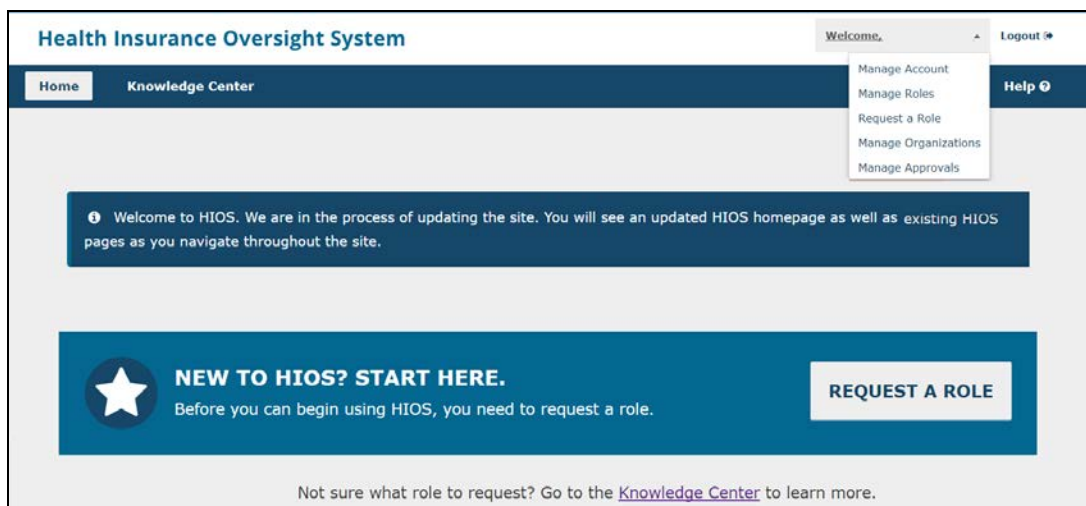 Health Insurance Oversight System
Welcome,
Logout
Home
Knowledge Center
Help
Manage Account
Manage Roles
Request a Role
Manage Organizations
Manage Approvals
Welcome to HIOS. We are in the process of updating the site. You will see an updated HIOS homepage as well as existing HIOS
pages as you navigate throughout the site.
NEW TO HIOS? START HERE.
Before you can begin using HIOS, you need to request a role.
REQUEST A ROLE
Not sure what role to request? Go to the Knowledge Center to learn more.